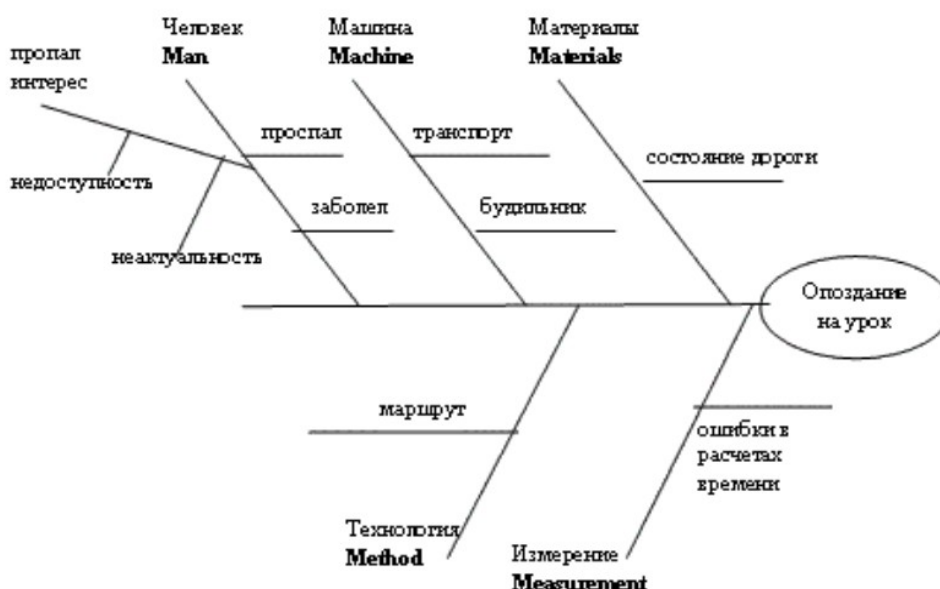 Человек
Man
Машина
Machine
Материалы
Materials
пропал
интерес
проспал
транспорт
состояние дороги
недоступность
заболел
будильник
неактуальность
Опоздание
на урок
маршрут
ошибки в
расчетах
времени
Технология
Method
Измерение
Measurement